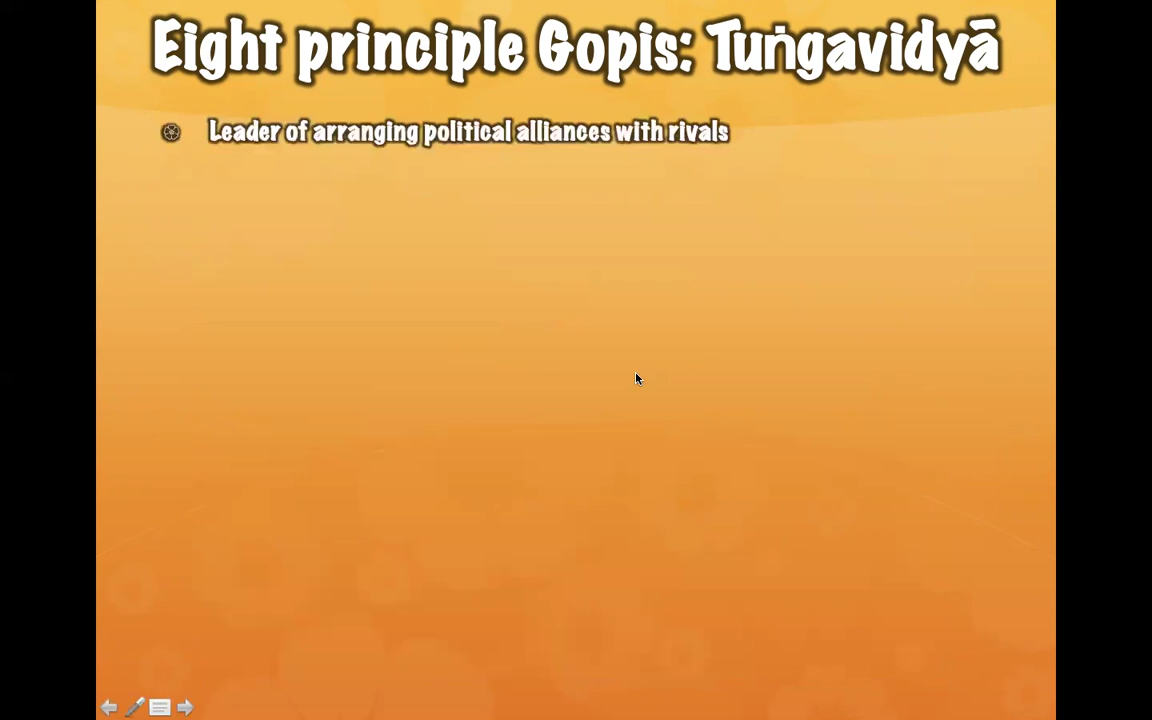 Eight principle Gopis: Tuṅgavidyā
Leader of arranging political alliances with rivals